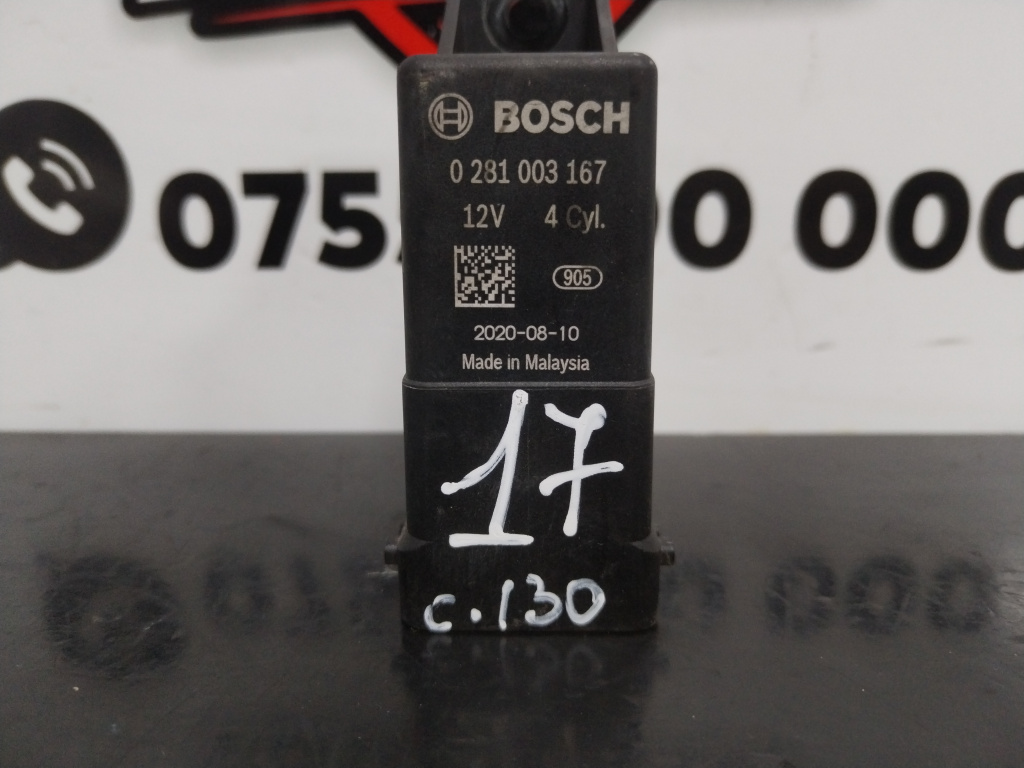 BOSCH
0 281 003 167
12V 4 Cyl.
905
2020-08-10
Made in Malaysia
17
c.130